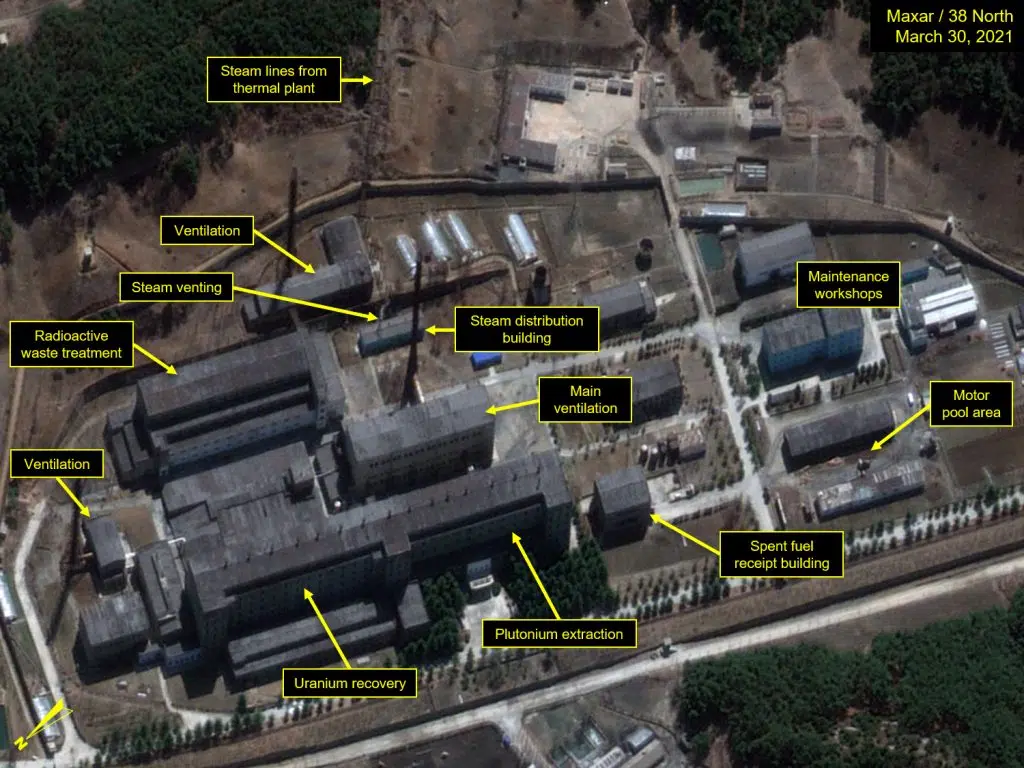 Maxar / 38 North
March 30, 2021
Steam lines from
thermal plant
Ventilation
Steam venting
Steam distribution
building
Maintenance
workshops
Radioactive
waste treatment
Main
ventilation
Motor
pool area
Ventilation
Spent fuel
receipt building
Plutonium extraction
Uranium recovery
N